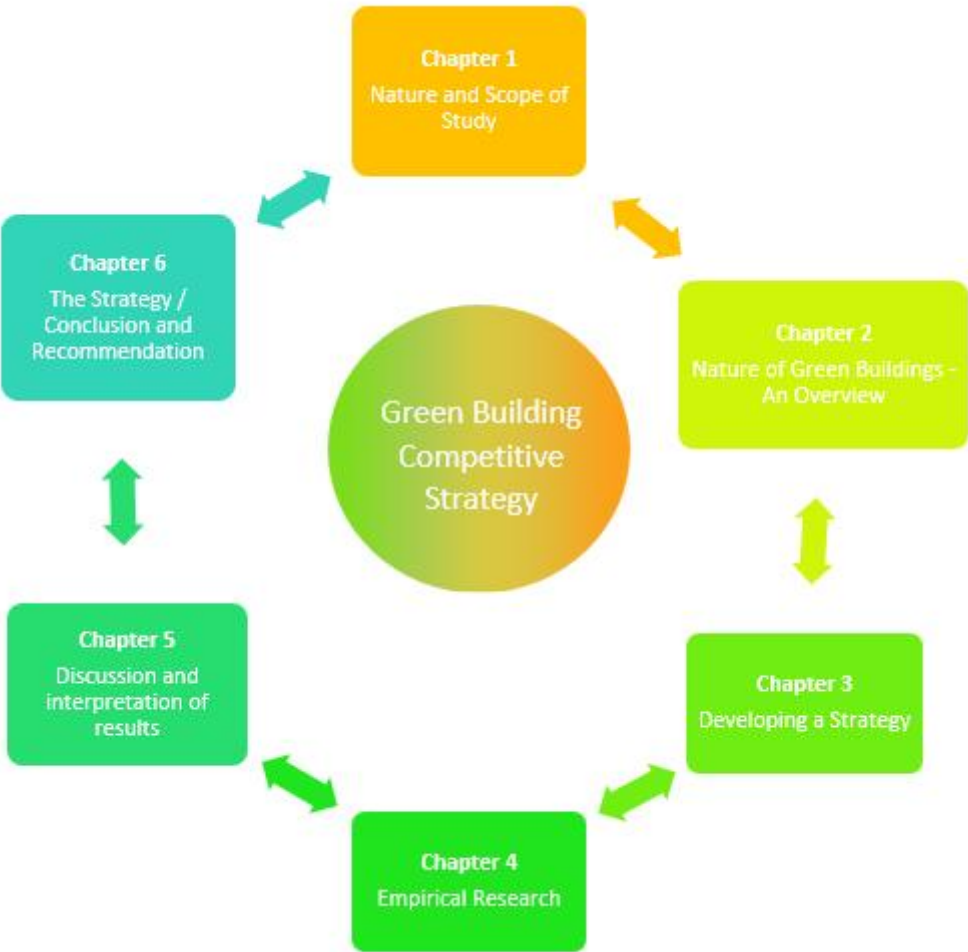 Chapter 1
Nature and Scope of
Study
Chapter 2
Nature of Green Buildings -
An Overview
Chapter 3
Developing a Strategy
Chapter 4
Empirical Research
Chapter 5
Discussion and
interpretation of
results
Chapter 6
The Strategy /
Conclusion and
Recommendation
Green Building
Competitive
Strategy